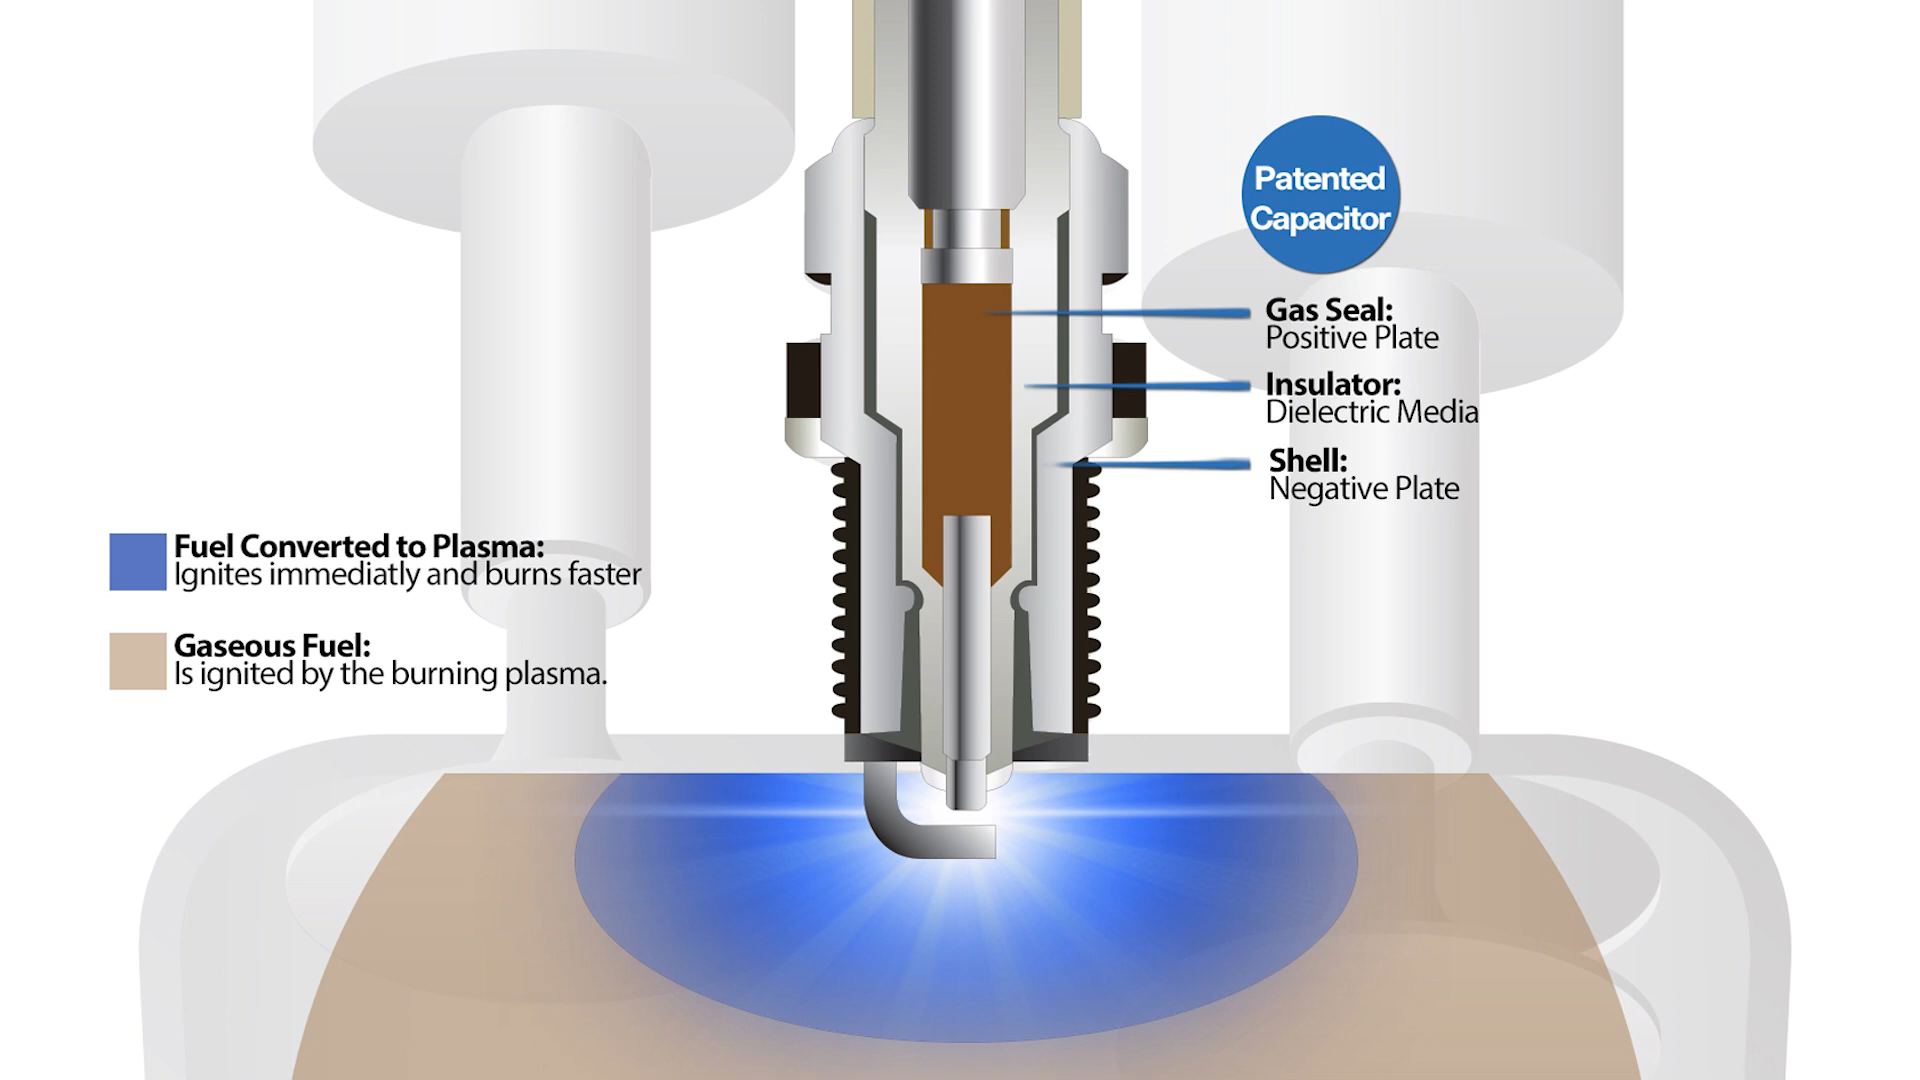 Patented
Capacitor
Gas Seal:
Positive Plate
Insulator:
Dielectric Media
Shell:
Negative Plate
Fuel Converted to Plasma:
Ignites immediatly and burns faster
Gaseous Fuel:
Is ignited by the burning plasma.